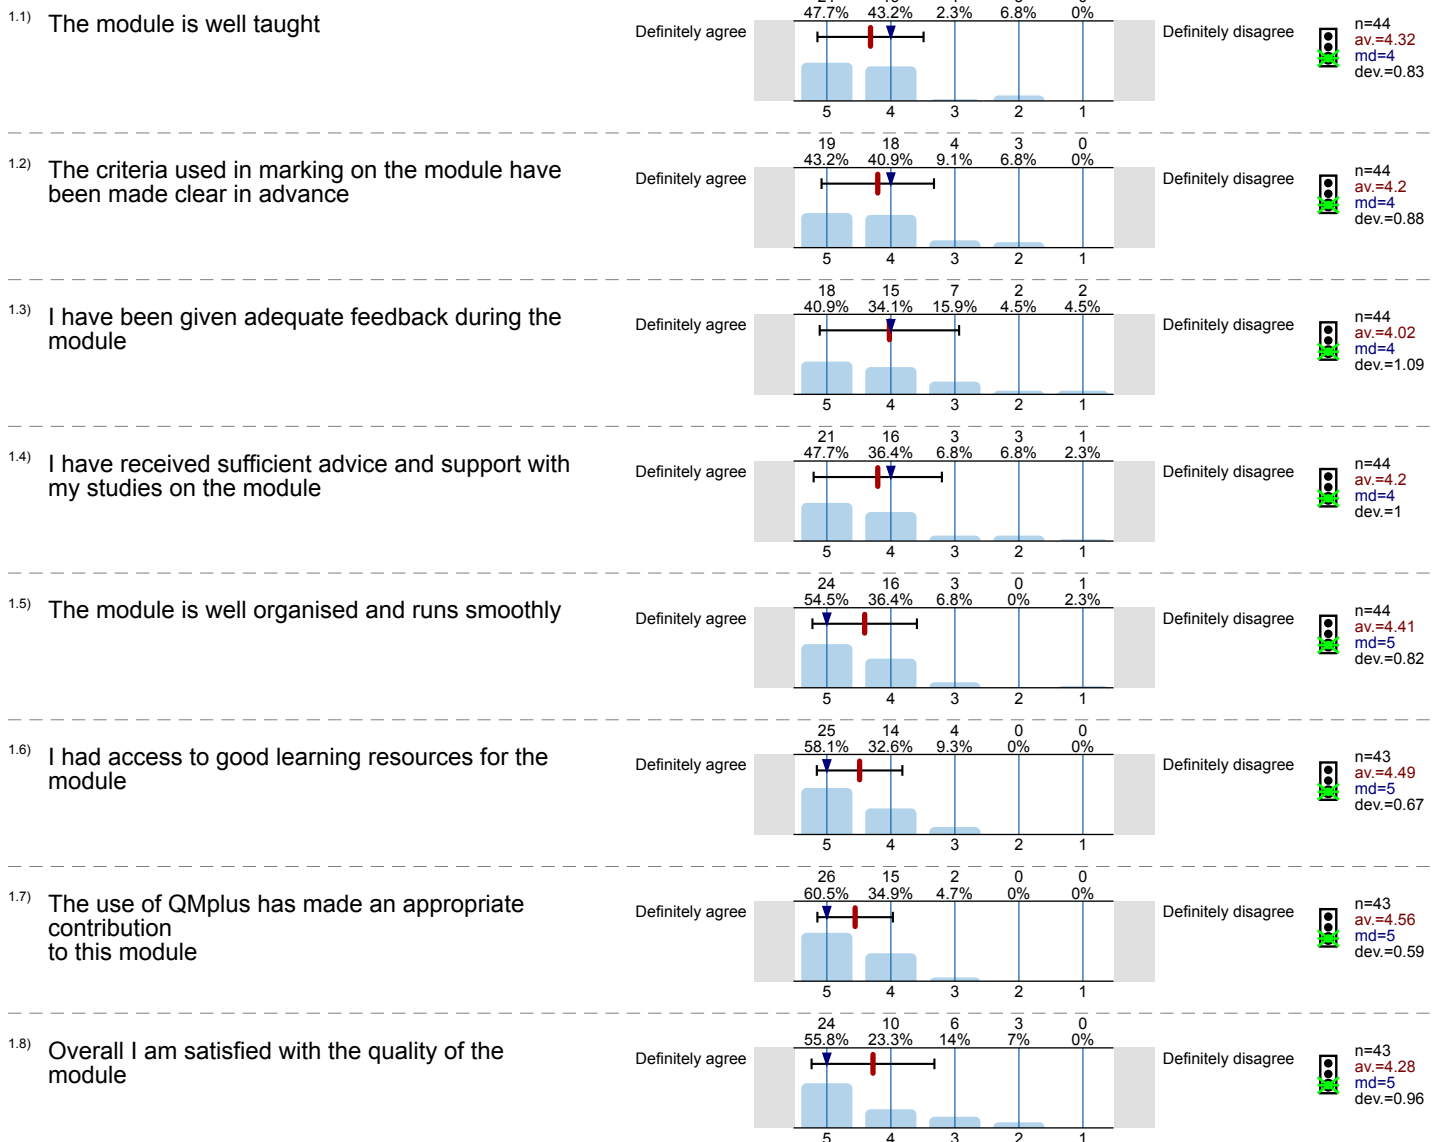 47.7% 43.2% 2.3% 6.8% 0%
1.1) The module is well taught
Definitely agree
Definitely disagree
n=44
av.=4.32
md=4
dev.=0.83
5 4 3 2 1
19 18 4 3 0
43.2% 40.9% 9.1% 6.8% 0%
1.2) The criteria used in marking on the module have
been made clear in advance
Definitely agree
Definitely disagree
n=44
av.=4.2
md=4
dev.=0.88
5 4 3 2 1
18 15 7 2 2
40.9% 34.1% 15.9% 4.5% 4.5%
1.3) I have been given adequate feedback during the
module
Definitely agree
Definitely disagree
n=44
av.=4.02
md=4
dev.=1.09
5 4 3 2 1
21 16 3 3 1
47.7% 36.4% 6.8% 6.8% 2.3%
1.4) I have received sufficient advice and support with
my studies on the module
Definitely agree
Definitely disagree
n=44
av.=4.2
md=4
dev.=1
5 4 3 2 1
24 16 3 0 1
54.5% 36.4% 6.8% 0% 2.3%
1.5) The module is well organised and runs smoothly
Definitely agree
Definitely disagree
n=44
av.=4.41
md=5
dev.=0.82
5 4 3 2 1
25 14 4 0 0
58.1% 32.6% 9.3% 0% 0%
1.6) I had access to good learning resources for the
module
Definitely agree
Definitely disagree
n=43
av.=4.49
md=5
dev.=0.67
5 4 3 2 1
26 15 2 0 0
60.5% 34.9% 4.7% 0% 0%
1.7) The use of QMplus has made an appropriate
contribution
to this module
Definitely agree
Definitely disagree
n=43
av.=4.56
md=5
dev.=0.59
5 4 3 2 1
24 10 6 3 0
55.8% 23.3% 14% 7% 0%
1.8) Overall I am satisfied with the quality of the
module
Definitely agree
Definitely disagree
n=43
av.=4.28
md=5
dev.=0.96
5 4 3 2 1